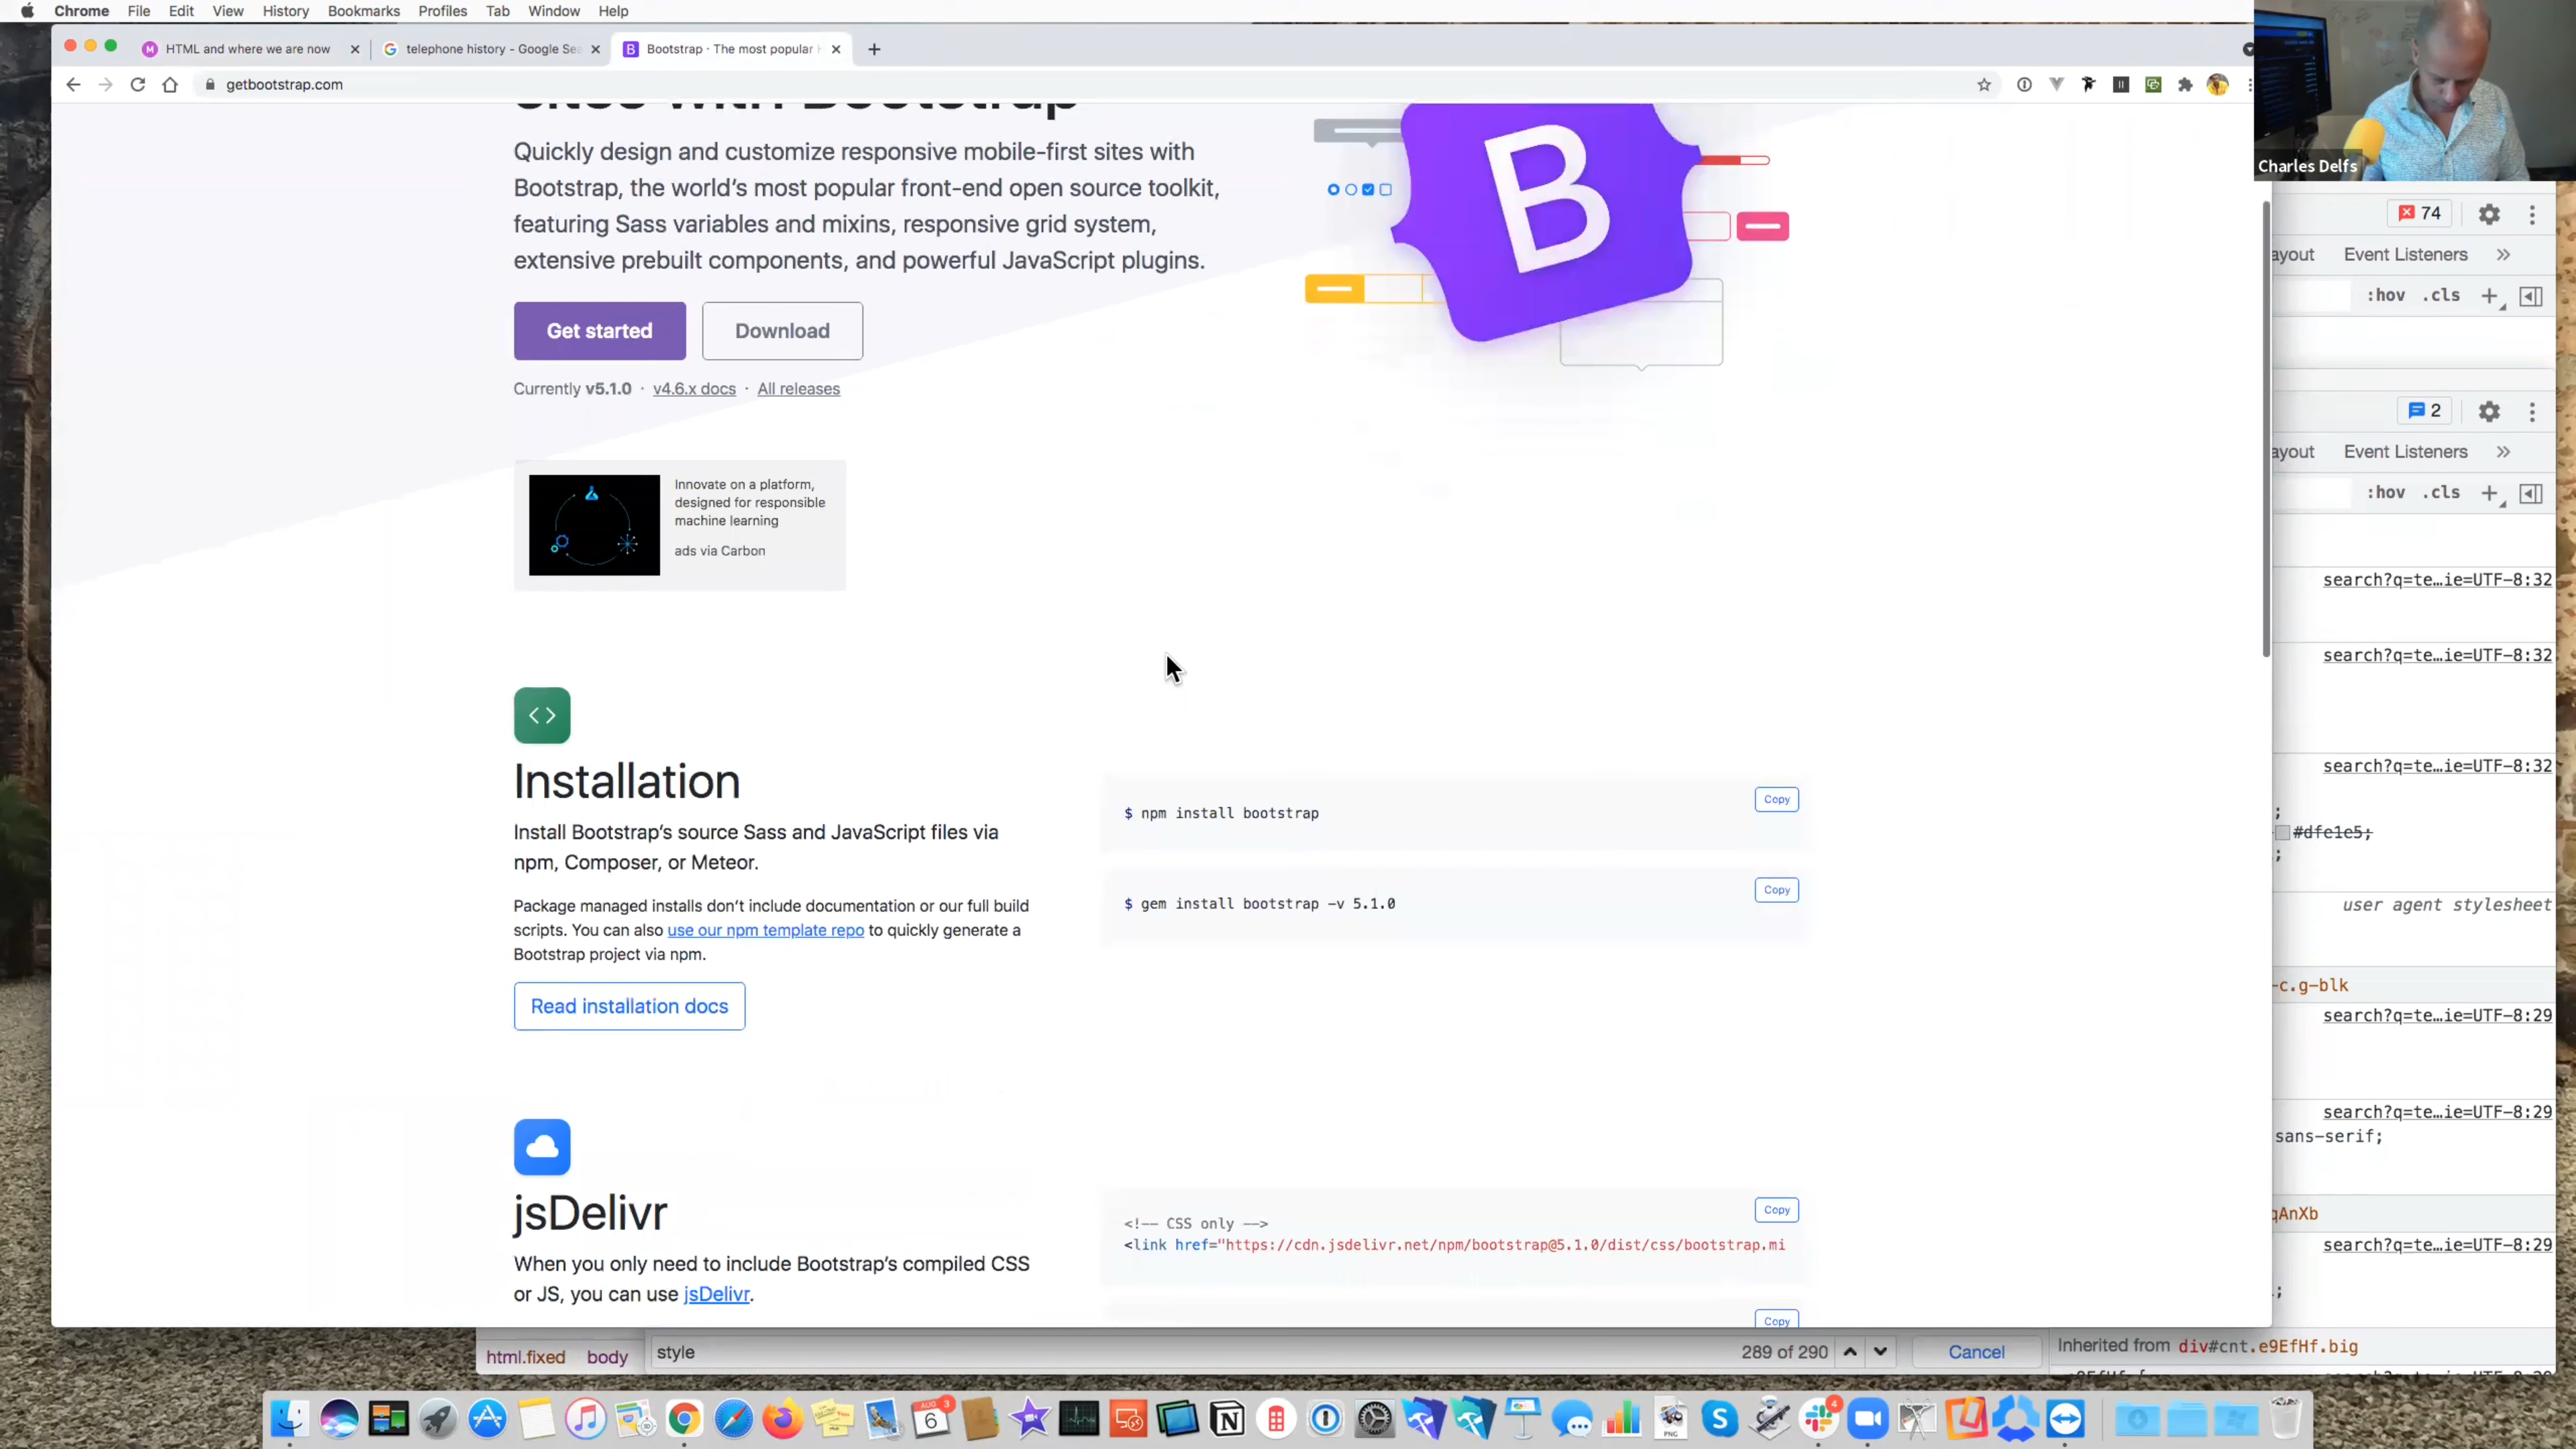 Chrome File Edit View History Bookmarks Profiles Tab Window Help
HTML and where we are now
telephone history - Google Sea
Bootstrap · The most popular
getbootstrap.com
Charles Delfs
Sites with Bootstrap
Quickly design and customize responsive mobile-first sites with
Bootstrap, the world's most popular front-end open source toolkit,
featuring Sass variables and mixins, responsive grid system,
extensive prebuilt components, and powerful JavaScript plugins.
B
Get started
Download
Currently v5.1.0 · v4.6.x docs · All releases
Innovate on a platform,
designed for responsible
machine learning
ads via Carbon
Installation
Install Bootstrap's source Sass and JavaScript files via
npm, Composer, or Meteor.
Package managed installs don't include documentation or our full build
scripts. You can also use our npm template repo to quickly generate a
Bootstrap project via npm.
Read installation docs
$ npm install bootstrap
Copy
$ gem install bootstrap -v 5.1.0
Copy
jsDelivr
When you only need to include Bootstrap's compiled CSS
or JS, you can use jsDelivr.
<!-- CSS only -->
<link href="https://cdn.jsdelivr.net/npm/bootstrap@5.1.0/dist/css/bootstrap.mi
Copy
Copy
74
ayout Event Listeners »
:hov .cls +
2
ayout Event Listeners »
:hov .cls +
search?q=te…ie=UTF-8:32
search?q=te…ie=UTF-8:32
search?q=te…ie=UTF-8:32
;
#dfe1e5;
;
user agent stylesheet
-c.g-blk
search?q=te…ie=UTF-8:29
search?q=te…ie=UTF-8:29
sans-serif;
qAnXb
search?q=te…ie=UTF-8:29
;
Inherited from div#cnt.e9EfHf.big
html.fixed body
style
289 of 290
Cancel
AUG
6
3
4
PNG